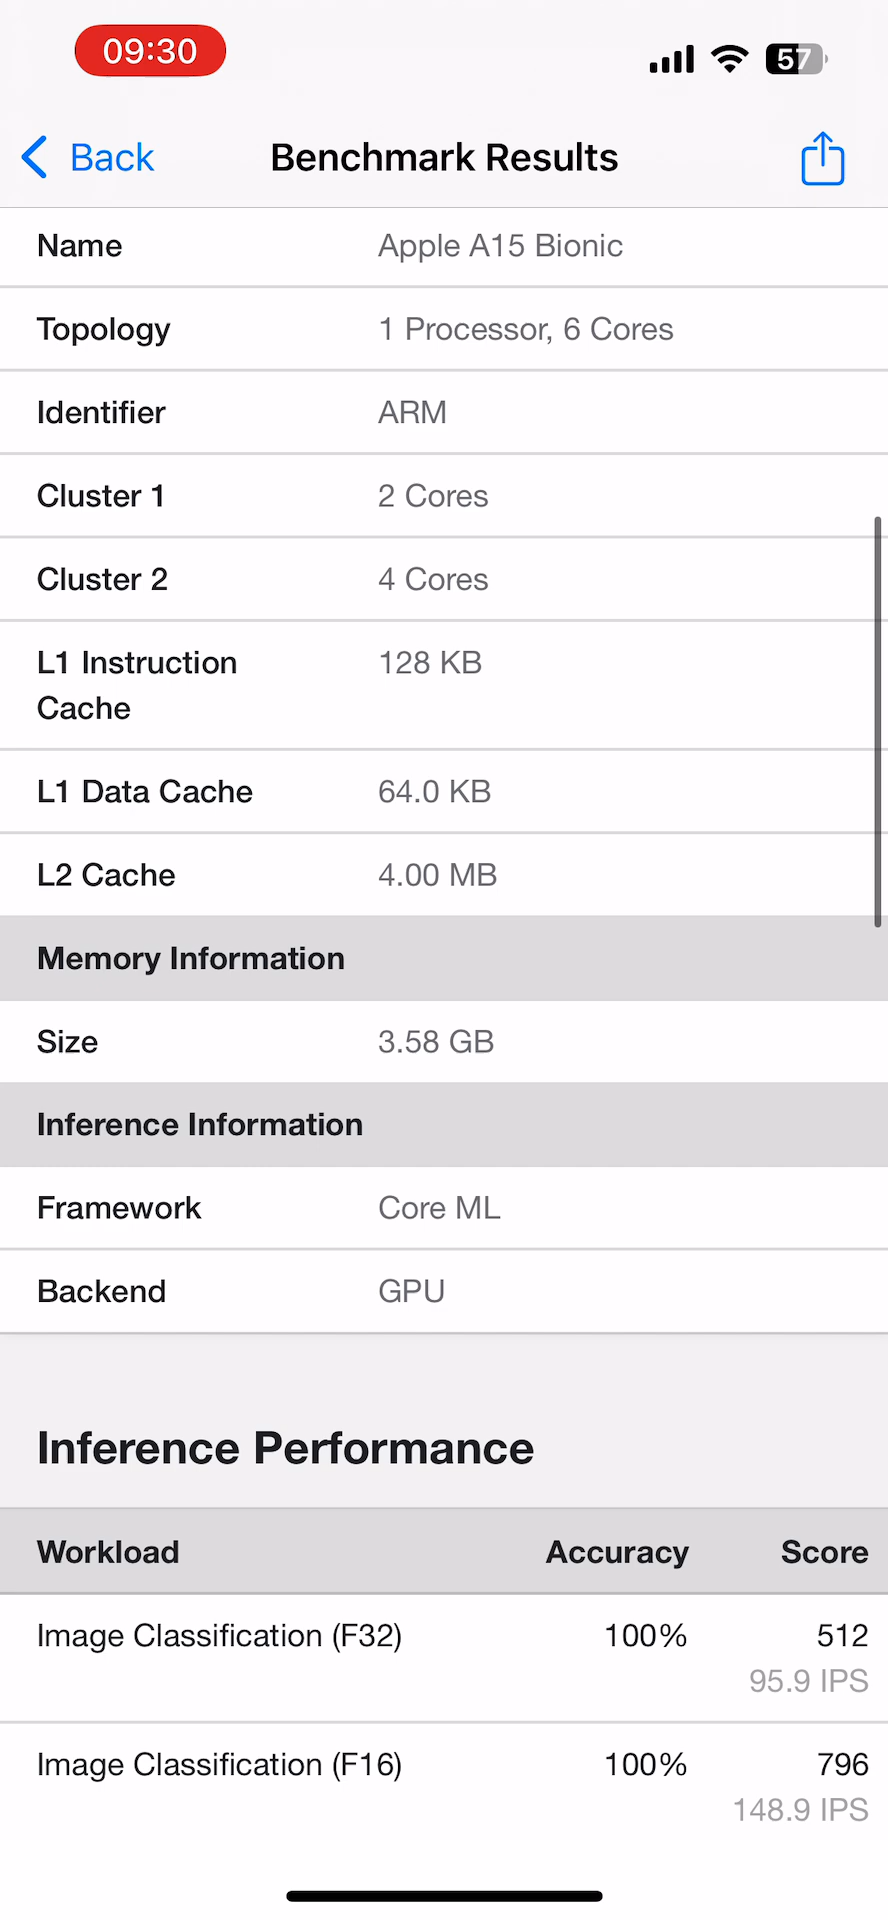 09:30
57
Back
Benchmark Results
Name Apple A15 Bionic
Topology 1 Processor, 6 Cores
Identifier ARM
Cluster 1 2 Cores
Cluster 2 4 Cores
L1 Instruction 128 KB
Cache
L1 Data Cache 64.0 KB
L2 Cache 4.00 MB
Memory Information
Size 3.58 GB
Inference Information
Framework Core ML
Backend GPU
Inference Performance
Workload Accuracy Score
Image Classification (F32) 100% 512
95.9 IPS
Image Classification (F16) 100% 796
148.9 IPS